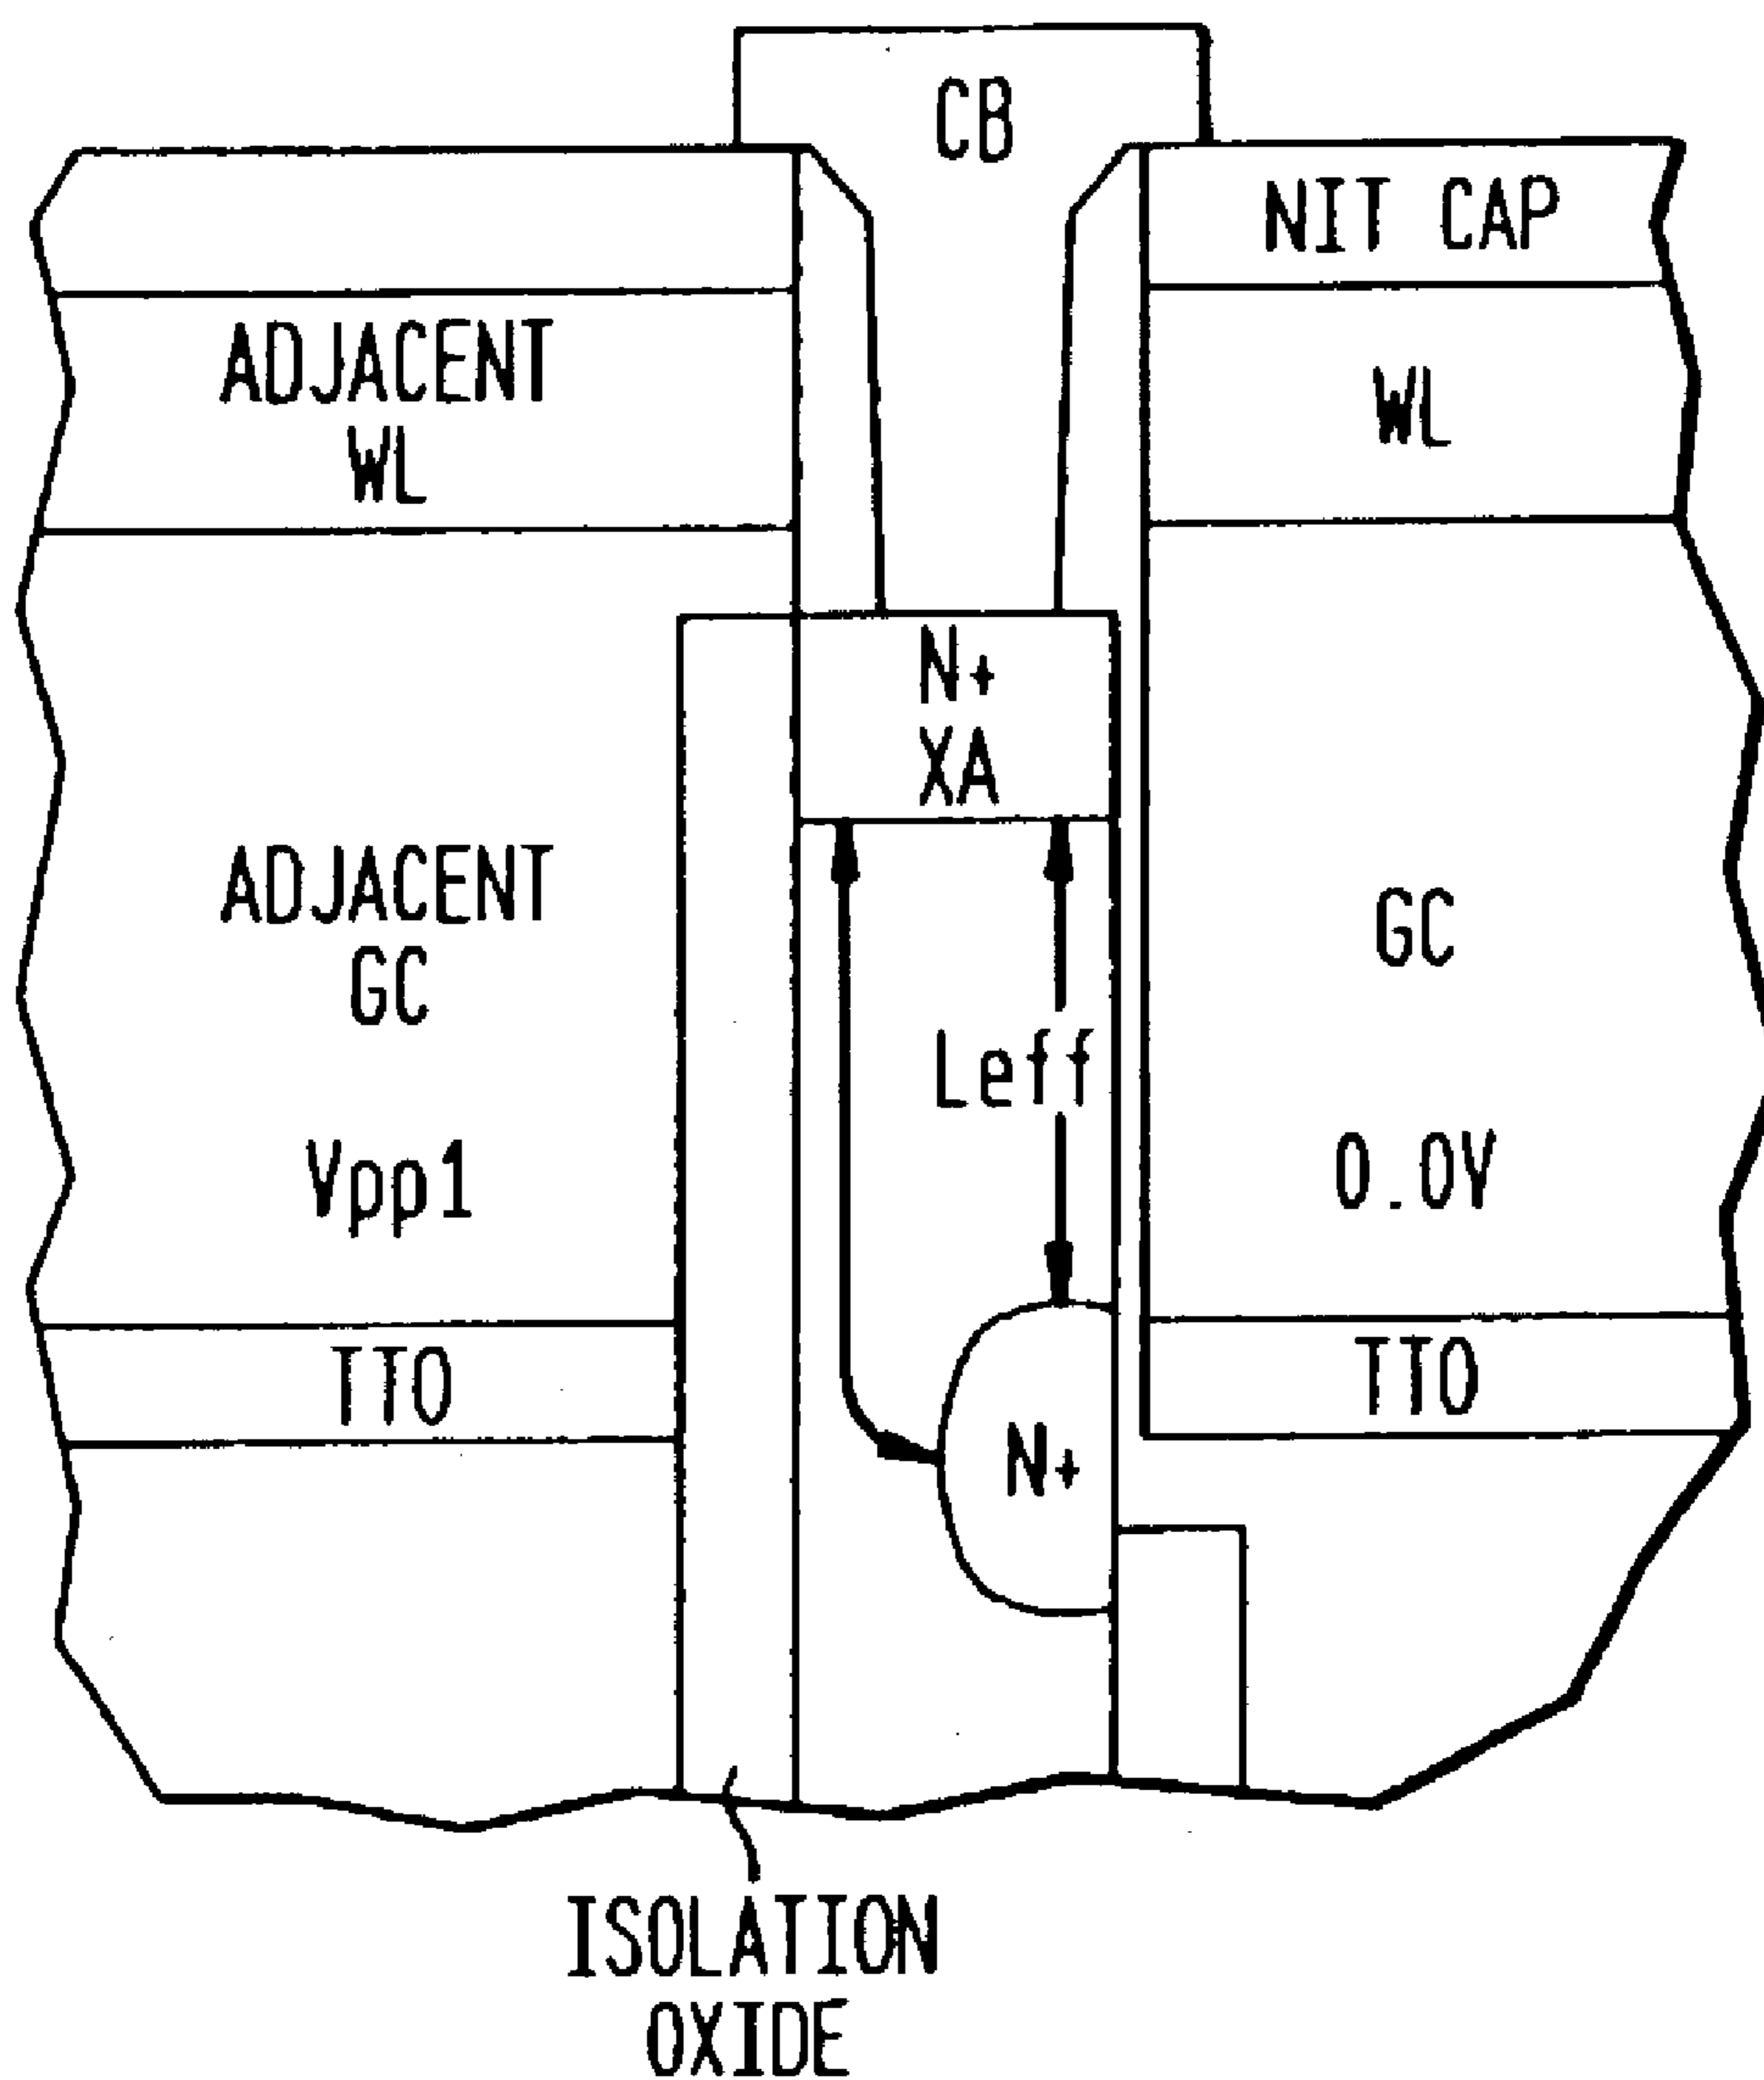 CB
NIT CAP
ADJACENT
WL
WL
N+
XA
ADJACENT
GC
GC
Leff
Vpp1
0.0V
TTO
TTO
N+
ISOLATION
OXIDE